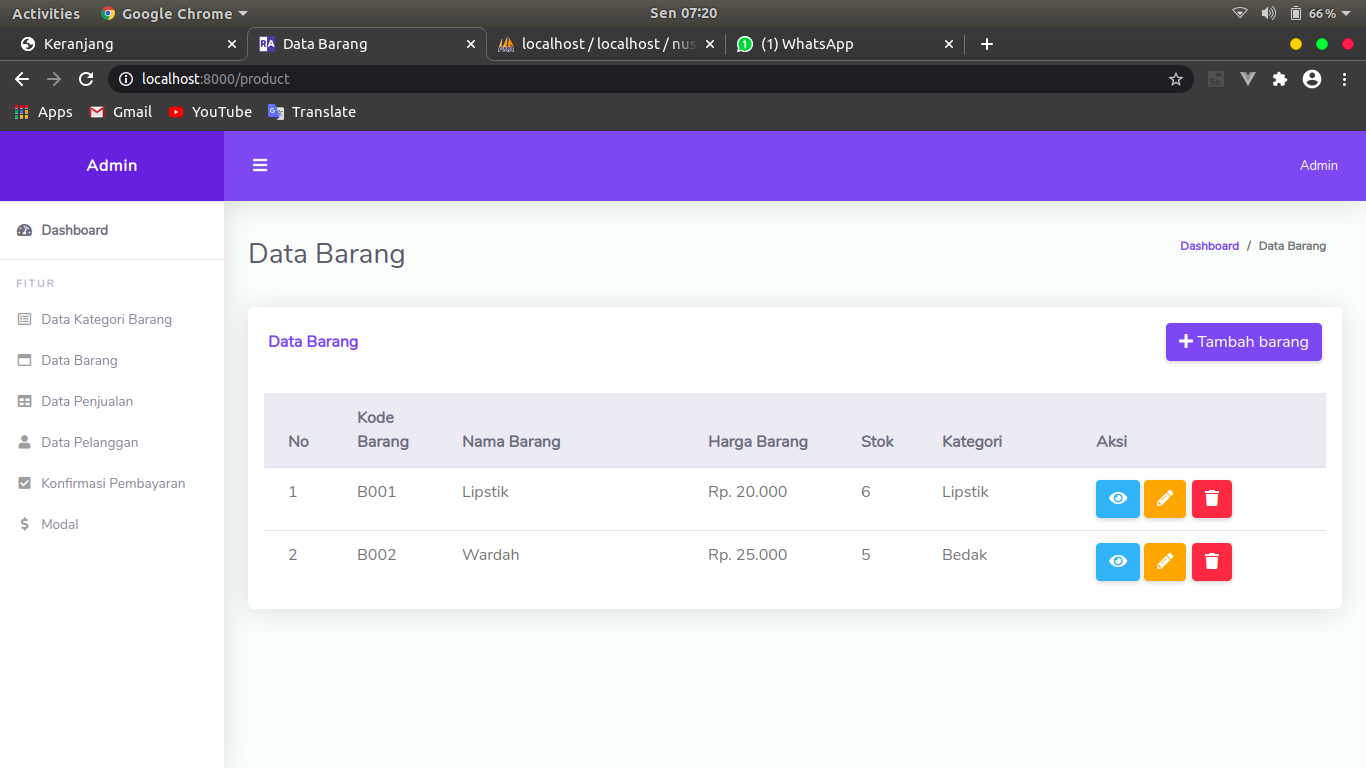 Activities Google Chrome Sen 07:20 66%
Keranjang RA Data Barang localhost / localhost / nus 1 (1) WhatsApp
localhost:8000/product
Apps Gmail YouTube Translate
Admin Admin
Dashboard
FITUR
Data Kategori Barang
Data Barang
Data Penjualan
Data Pelanggan
Konfirmasi Pembayaran
Modal
Data Barang Dashboard / Data Barang
Data Barang Tambah barang
No Kode Barang Nama Barang Harga Barang Stok Kategori Aksi
1 B001 Lipstik Rp. 20.000 6 Lipstik
2 B002 Wardah Rp. 25.000 5 Bedak